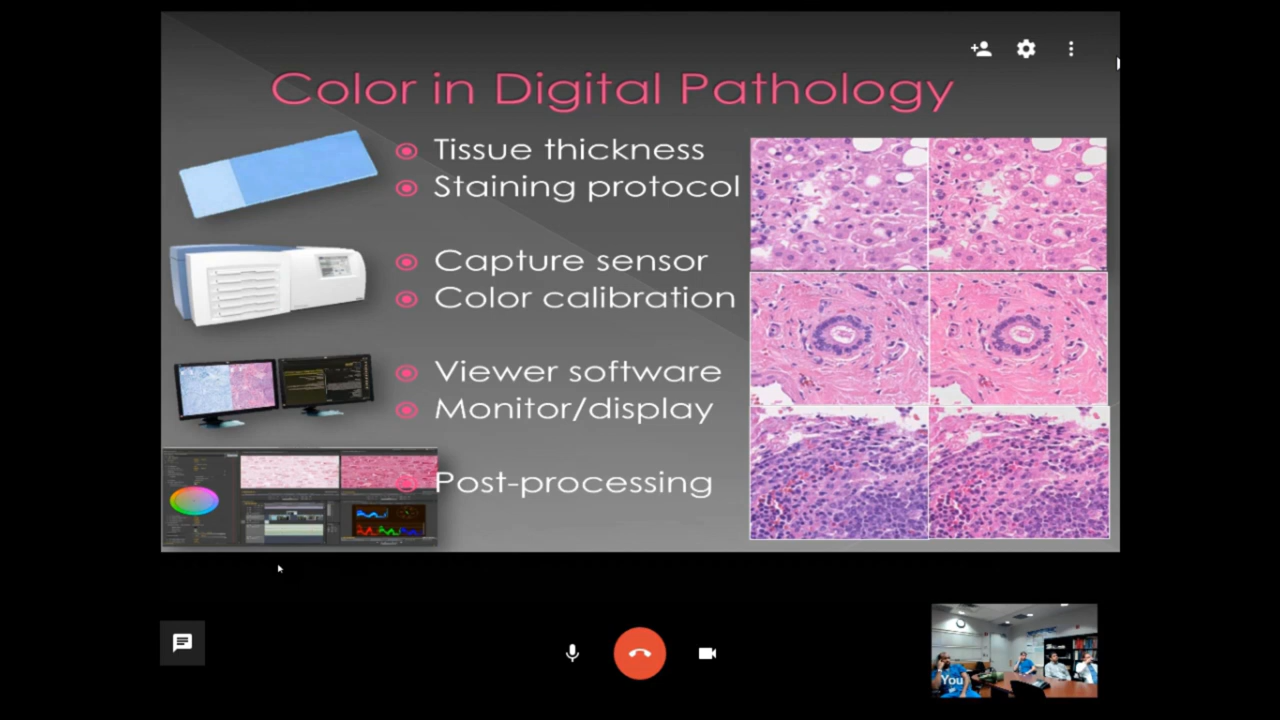 Color in Digital Pathology
Tissue thickness
Staining protocol
Capture sensor
Color calibration
Viewer software
Monitor/display
Post-processing
You